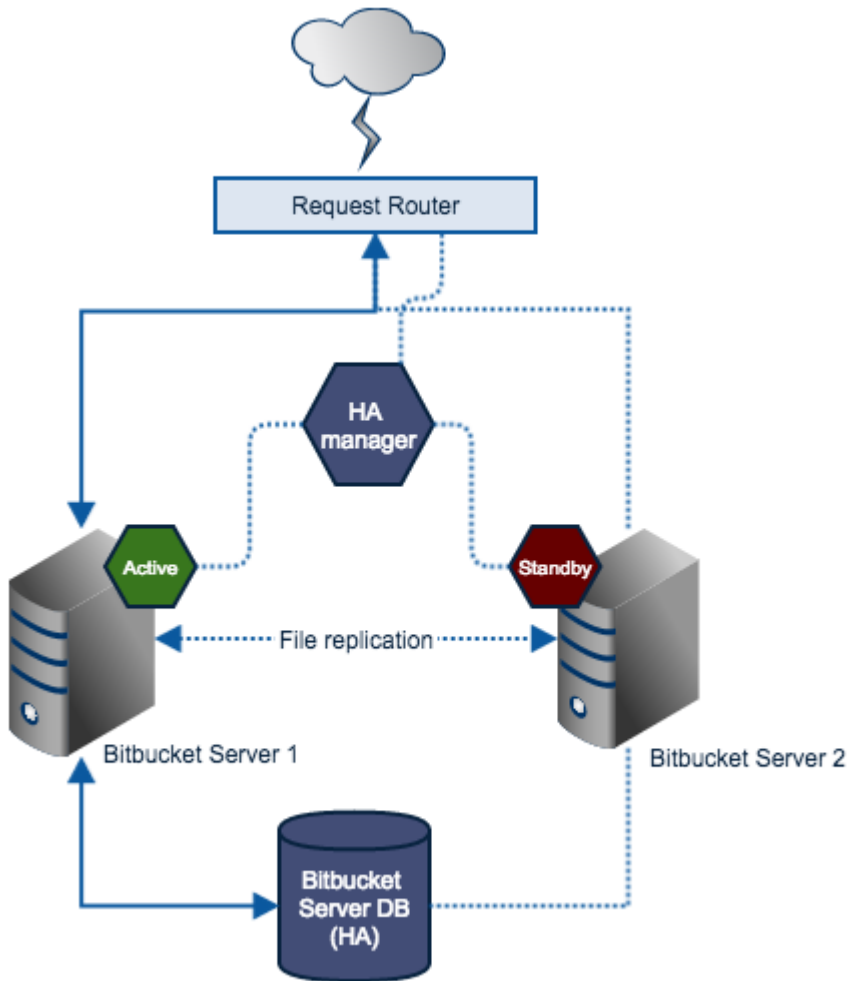 Request Router
HA
manager
Active
Standby
File replication
Bitbucket Server 1
Bitbucket Server 2
Bitbucket
Server DB
(HA)